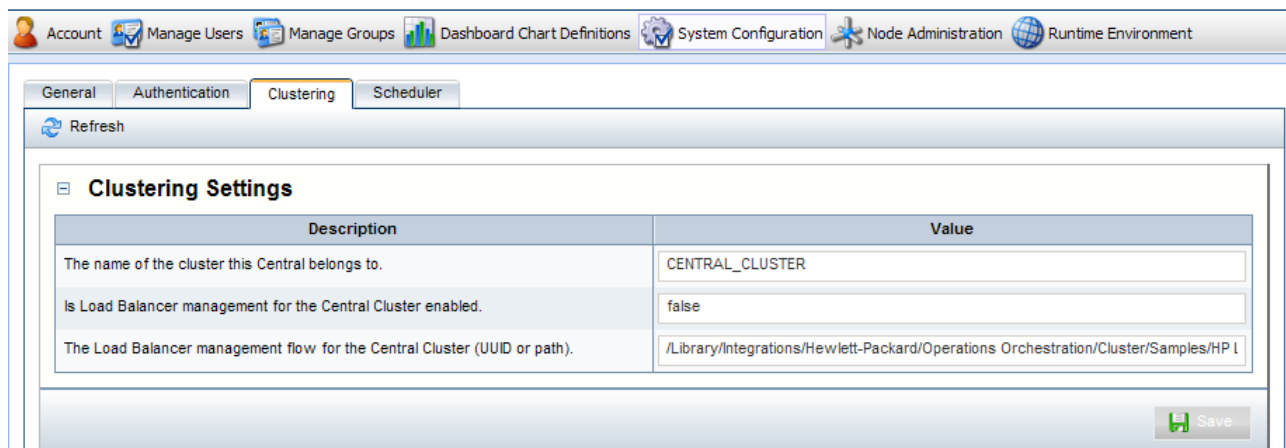 Account Manage Users Manage Groups Dashboard Chart Definitions System Configuration Node Administration Runtime Environment
General Authentication Clustering Scheduler
Refresh
Clustering Settings
Description Value
The name of the cluster this Central belongs to. CENTRAL_CLUSTER
Is Load Balancer management for the Central Cluster enabled. false
The Load Balancer management flow for the Central Cluster (UUID or path). /Library/Integrations/Hewlett-Packard/Operations Orchestration/Cluster/Samples/HP L
Save